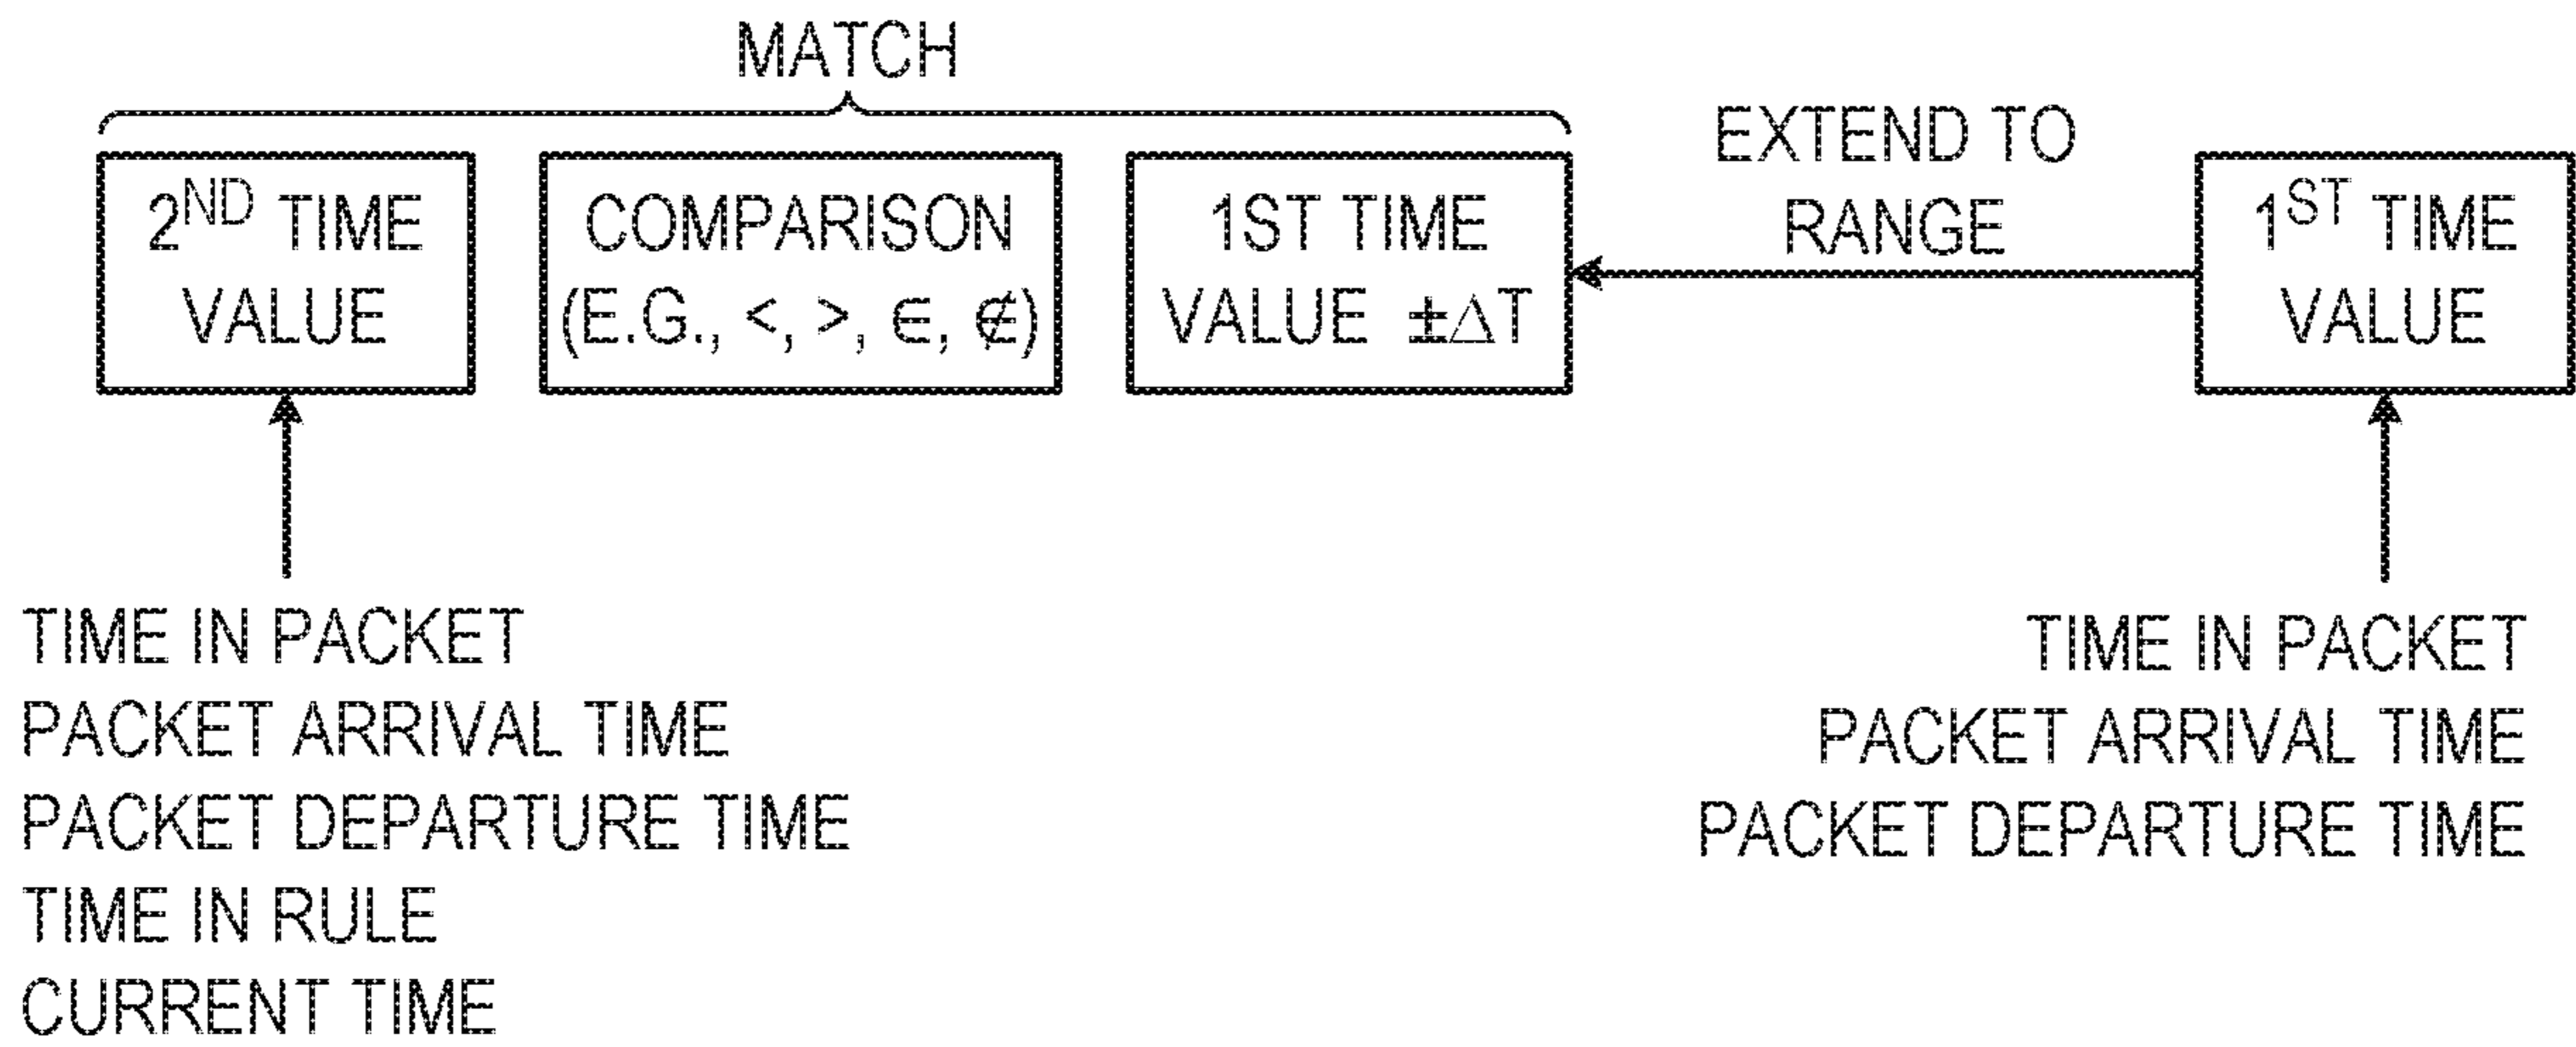 MATCH
2ND TIME
VALUE
COMPARISON
(E.G., <, >, ∈, ∉)
1ST TIME
VALUE ±ΔT
EXTEND TO
RANGE
1ST TIME
VALUE
TIME IN PACKET
PACKET ARRIVAL TIME
PACKET DEPARTURE TIME
TIME IN RULE
CURRENT TIME
TIME IN PACKET
PACKET ARRIVAL TIME
PACKET DEPARTURE TIME